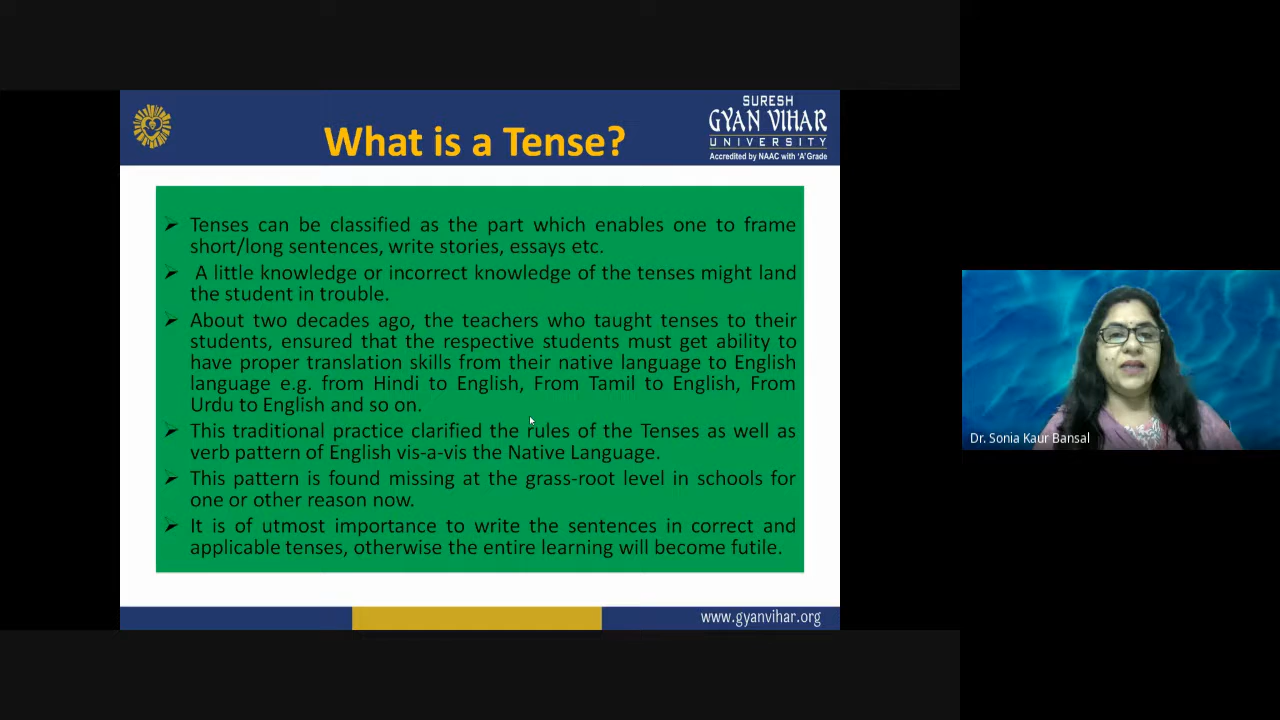 What is a Tense?
SURESH
GYAN VIHAR
UNIVERSITY
Accredited by NAAC with 'A'Grade
➢ Tenses can be classified as the part which enables one to frame
short/long sentences, write stories, essays etc.
➢ A little knowledge or incorrect knowledge of the tenses might land
the student in trouble.
➢ About two decades ago, the teachers who taught tenses to their
students, ensured that the respective students must get ability to
have proper translation skills from their native language to English
language e.g. from Hindi to English, From Tamil to English, From
Urdu to English and so on.
➢ This traditional practice clarified the rules of the Tenses as well as
verb pattern of English vis-a-vis the Native Language.
➢ This pattern is found missing at the grass-root level in schools for
one or other reason now.
➢ It is of utmost importance to write the sentences in correct and
applicable tenses, otherwise the entire learning will become futile.
www.gyanvihar.org
Dr. Sonia Kaur Bansal